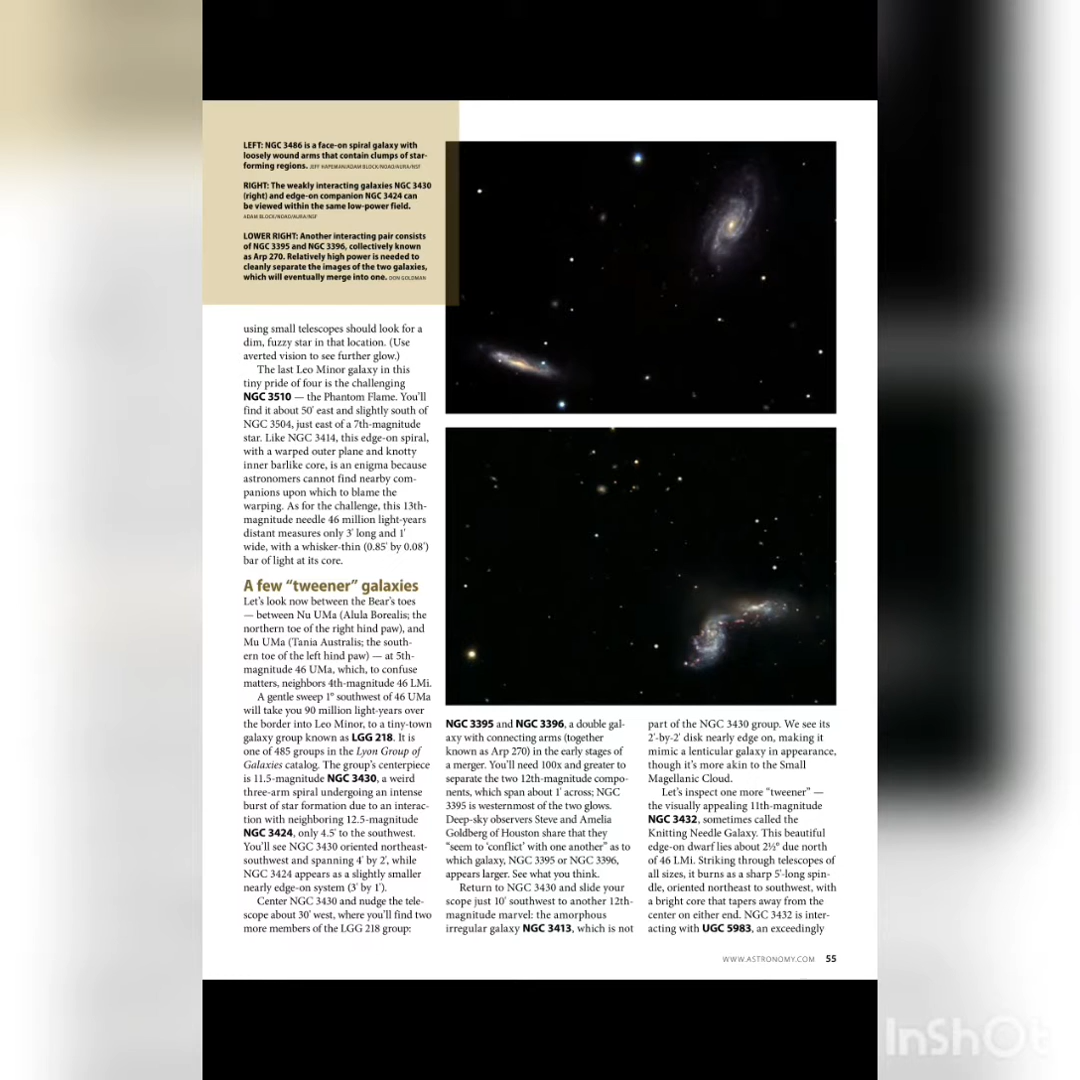 LEFT: NGC 3486 is a face-on spiral galaxy with
loosely wound arms that contain clumps of star-
forming regions. JEFF HAPEMAN/ADAM BLOCK/NOAO/AURA/NSF
RIGHT: The weakly interacting galaxies NGC 3430
(right) and edge-on companion NGC 3424 can
be viewed within the same low-power field.
ADAM BLOCK/NOAO/AURA/NSF
LOWER RIGHT: Another interacting pair consists
of NGC 3395 and NGC 3396, collectively known
as Arp 270. Relatively high power is needed to
cleanly separate the images of the two galaxies,
which will eventually merge into one. DON GOLDMAN
using small telescopes should look for a
dim, fuzzy star in that location. (Use
averted vision to see further glow.)
The last Leo Minor galaxy in this
tiny pride of four is the challenging
NGC 3510 — the Phantom Flame. You'll
find it about 50' east and slightly south of
NGC 3504, just east of a 7th-magnitude
star. Like NGC 3414, this edge-on spiral,
with a warped outer plane and knotty
inner barlike core, is an enigma because
astronomers cannot find nearby com-
panions upon which to blame the
warping. As for the challenge, this 13th-
magnitude needle 46 million light-years
distant measures only 3' long and 1'
wide, with a whisker-thin (0.85' by 0.08')
bar of light at its core.
A few “tweener” galaxies
Let's look now between the Bear's toes
— between Nu UMa (Alula Borealis; the
northern toe of the right hind paw), and
Mu UMa (Tania Australis; the south-
ern toe of the left hind paw) — at 5th-
magnitude 46 UMa, which, to confuse
matters, neighbors 4th-magnitude 46 LMi.
A gentle sweep 1° southwest of 46 UMa
will take you 90 million light-years over
the border into Leo Minor, to a tiny-town
galaxy group known as LGG 218. It is
one of 485 groups in the Lyon Group of
Galaxies catalog. The group's centerpiece
is 11.5-magnitude NGC 3430, a weird
three-arm spiral undergoing an intense
burst of star formation due to an interac-
tion with neighboring 12.5-magnitude
NGC 3424, only 4.5' to the southwest.
You'll see NGC 3430 oriented northeast-
southwest and spanning 4' by 2', while
NGC 3424 appears as a slightly smaller
nearly edge-on system (3' by 1').
Center NGC 3430 and nudge the tele-
scope about 30' west, where you'll find two
more members of the LGG 218 group:
NGC 3395 and NGC 3396, a double gal-
axy with connecting arms (together
known as Arp 270) in the early stages of
a merger. You'll need 100x and greater to
separate the two 12th-magnitude compo-
nents, which span about 1' across; NGC
3395 is westernmost of the two glows.
Deep-sky observers Steve and Amelia
Goldberg of Houston share that they
“seem to ‘conflict’ with one another” as to
which galaxy, NGC 3395 or NGC 3396,
appears larger. See what you think.
Return to NGC 3430 and slide your
scope just 10' southwest to another 12th-
magnitude marvel: the amorphous
irregular galaxy NGC 3413, which is not
part of the NGC 3430 group. We see its
2'-by-2' disk nearly edge on, making it
mimic a lenticular galaxy in appearance,
though it's more akin to the Small
Magellanic Cloud.
Let's inspect one more “tweener” —
the visually appealing 11th-magnitude
NGC 3432, sometimes called the
Knitting Needle Galaxy. This beautiful
edge-on dwarf lies about 2½° due north
of 46 LMi. Striking through telescopes of
all sizes, it burns as a sharp 5'-long spin-
dle, oriented northeast to southwest, with
a bright core that tapers away from the
center on either end. NGC 3432 is inter-
acting with UGC 5983, an exceedingly
WWW.ASTRONOMY.COM 55
InShOt